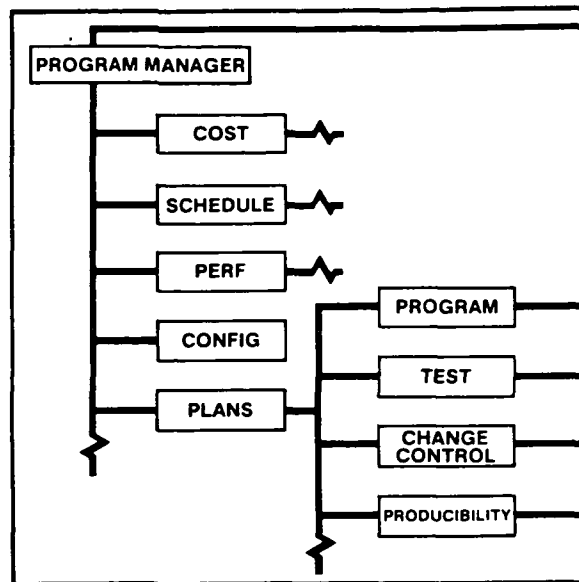 PROGRAM MANAGER
COST
SCHEDULE
PERF
CONFIG
PLANS
PROGRAM
TEST
CHANGE
CONTROL
PRODUCIBILITY